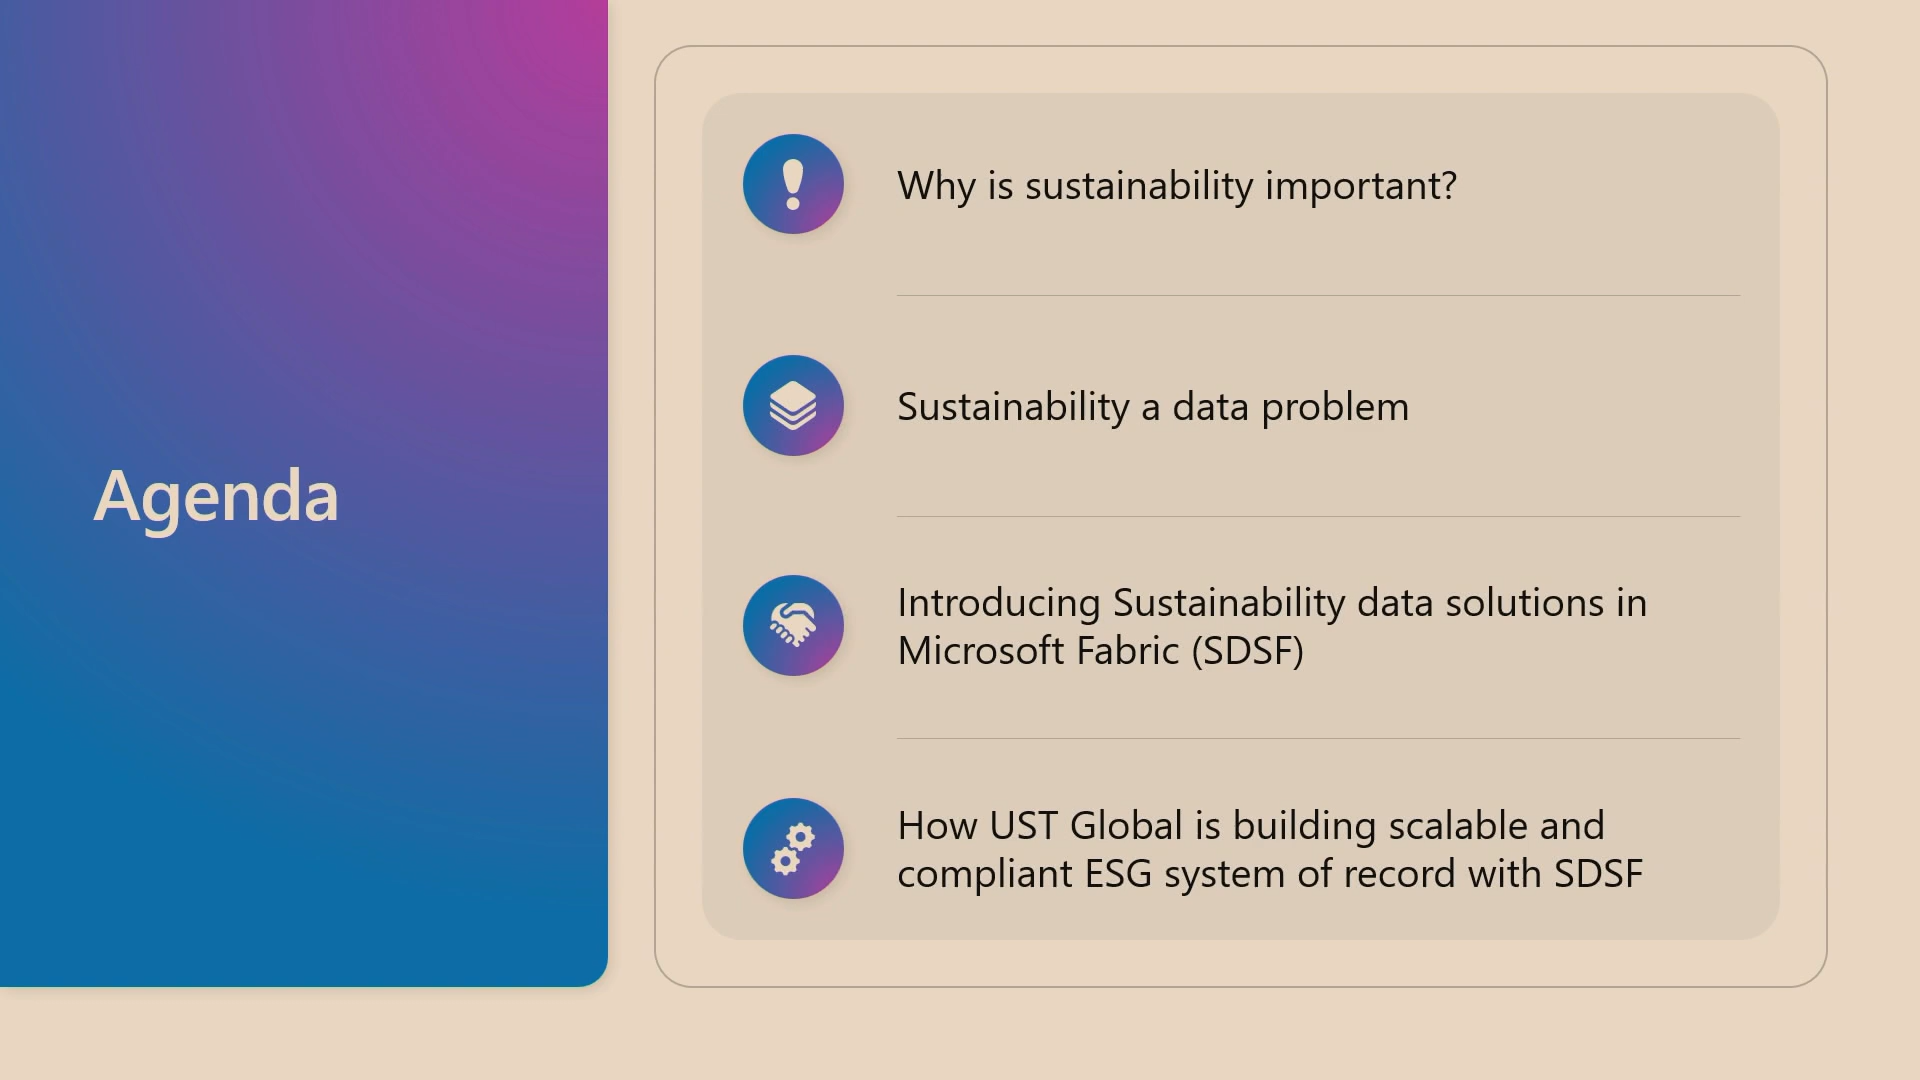 Agenda
Why is sustainability important?
Sustainability a data problem
Introducing Sustainability data solutions in
Microsoft Fabric (SDSF)
How UST Global is building scalable and
compliant ESG system of record with SDSF